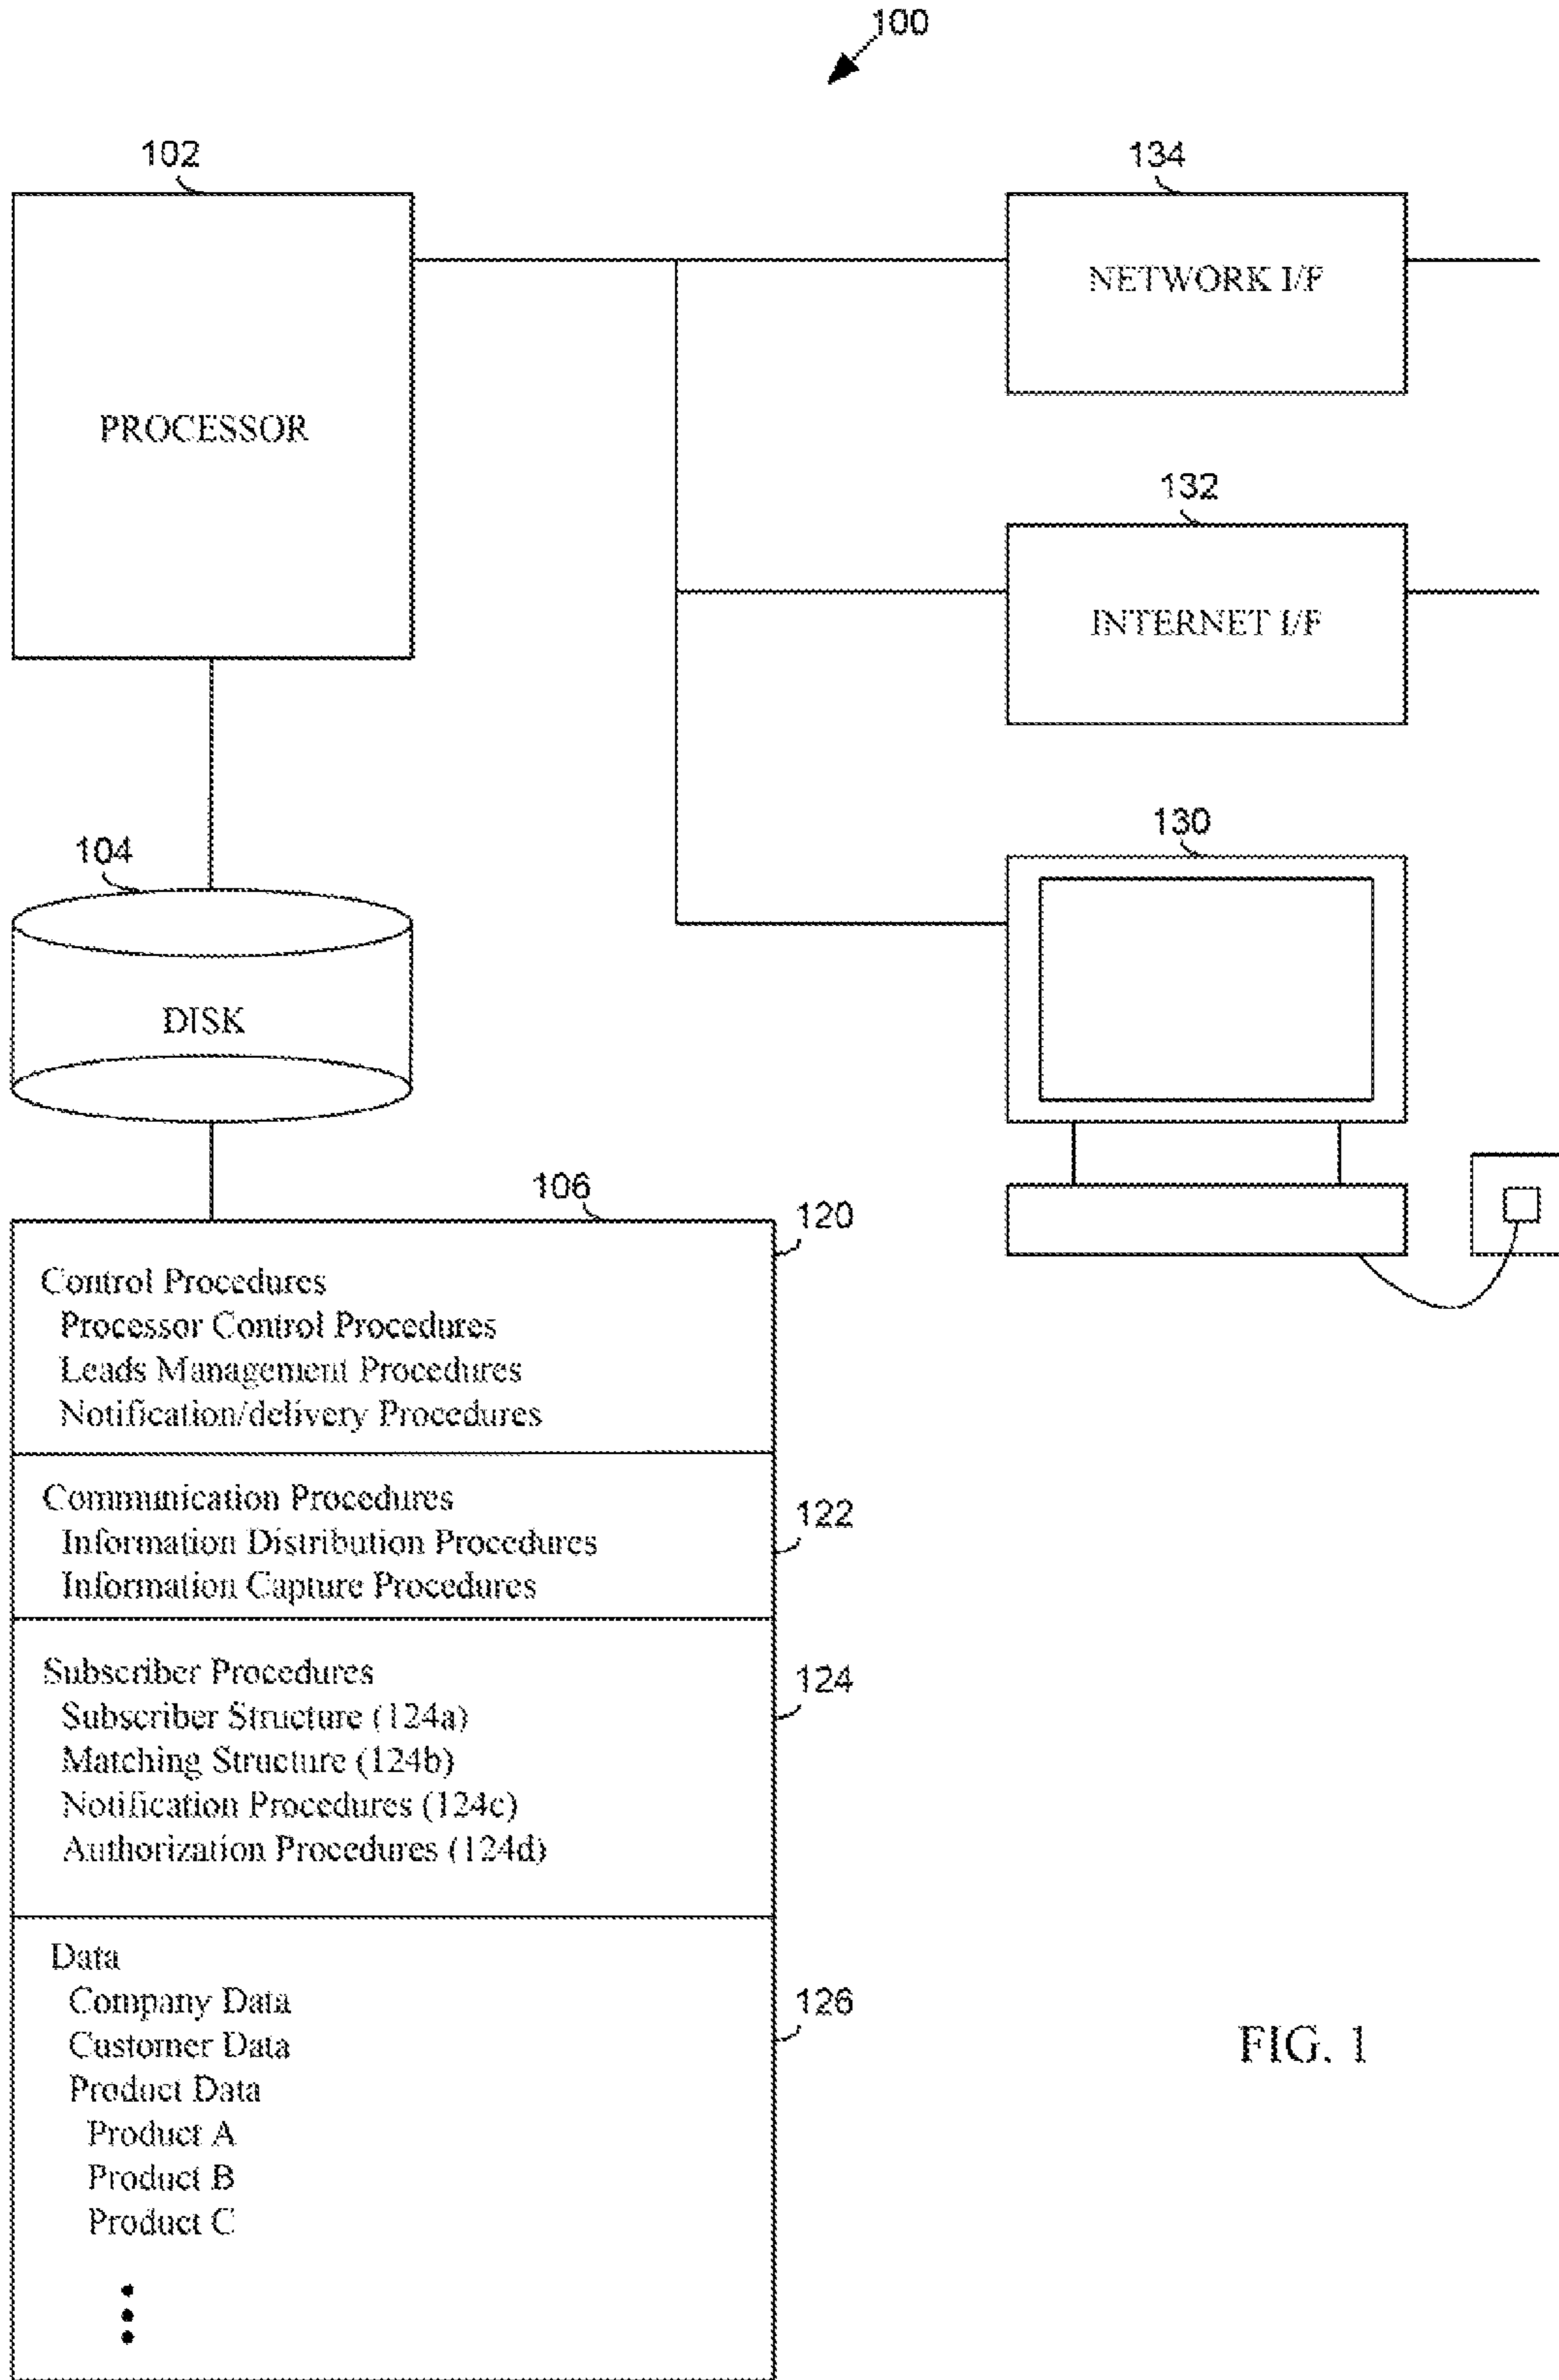 100
102
134
PROCESSOR
NETWORK I/F
132
INTERNET I/F
104
130
DISK
106
120
Control Procedures
Processor Control Procedures
Leads Management Procedures
Notification/delivery Procedures
Communication Procedures
122
Information Distribution Procedures
Information Capture Procedures
Subscriber Procedures
124
Subscriber Structure (124a)
Matching Structure (124b)
Notification Procedures (124c)
Authorization Procedures (124d)
Data
Company Data
126
Customer Data
Product Data
Product A
Product B
Product C
FIG. 1